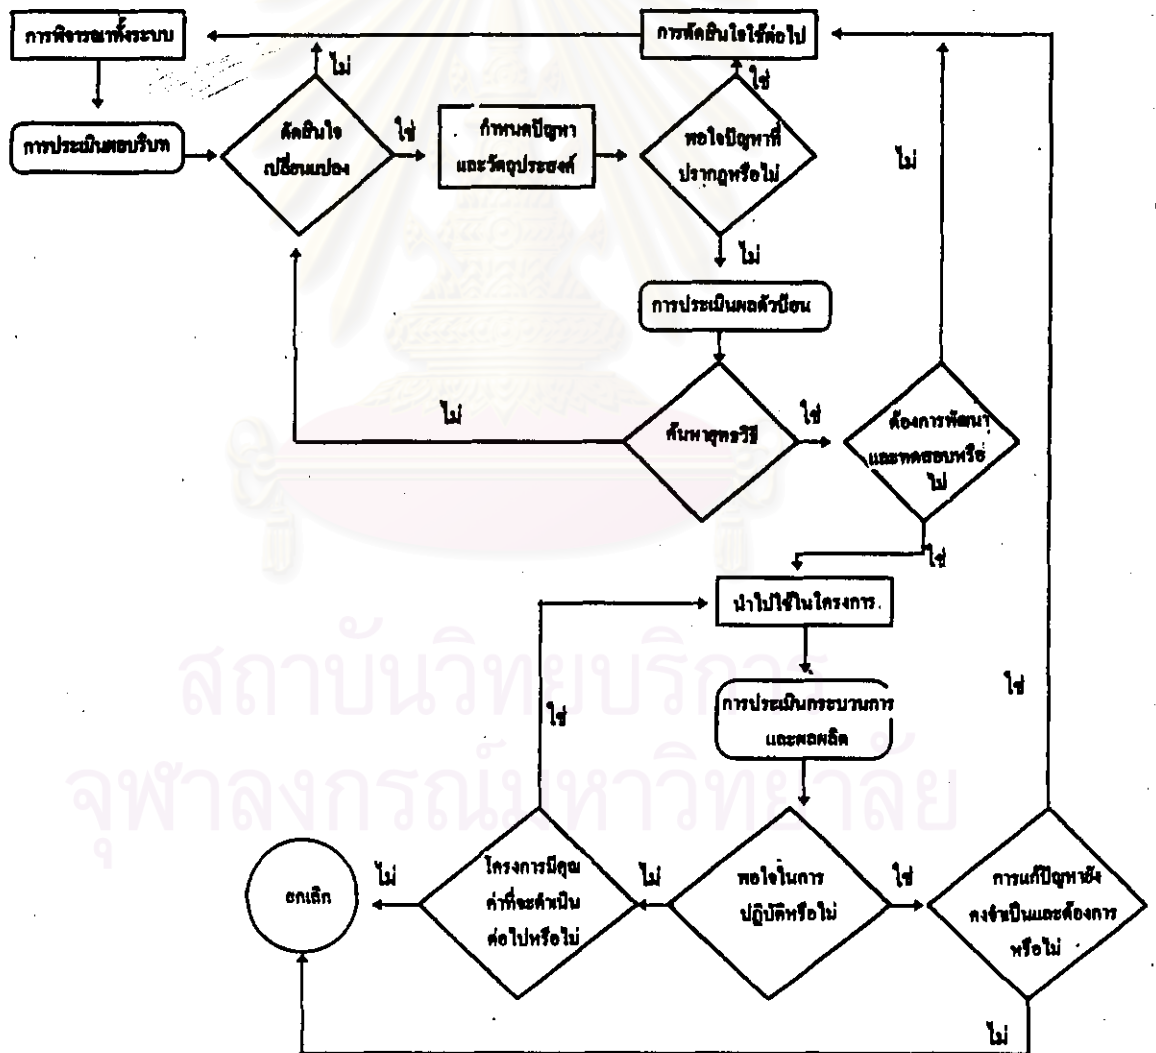 การพิจารณาทั้งระบบ
การตัดสินใจใช้ต่อไป
ไม่
ใช่
การประเมินผลบริบท
ตัดสินใจ
เปลี่ยนแปลง
ใช่
กำหนดปัญหา
และวัตถุประสงค์
พอใจปัญหาที่
ปรากฎหรือไม่
ไม่
ไม่
การประเมินผลตัวป้อน
ไม่
ค้นหายุทธวิธี
ใช่
ต้องการพัฒนา
และทดสอบหรือ
ไม่
ใช่
นำไปใช้ในโครงการ
สถาบันวิทยบริการ
การประเมินกระบวนการ
และผลผลิต
ใช่
ใช่
จุฬาลงกรณ์มหาวิทยาลัย
ยกเลิก
ไม่
โครงการมีคุณ
ค่าที่จะดำเนิน
ต่อไปหรือไม่
ไม่
พอใจในการ
ปฏิบัติหรือไม่
ใช่
การแก้ปัญหายัง
คงจำเป็นและต้องการ
หรือไม่
ไม่